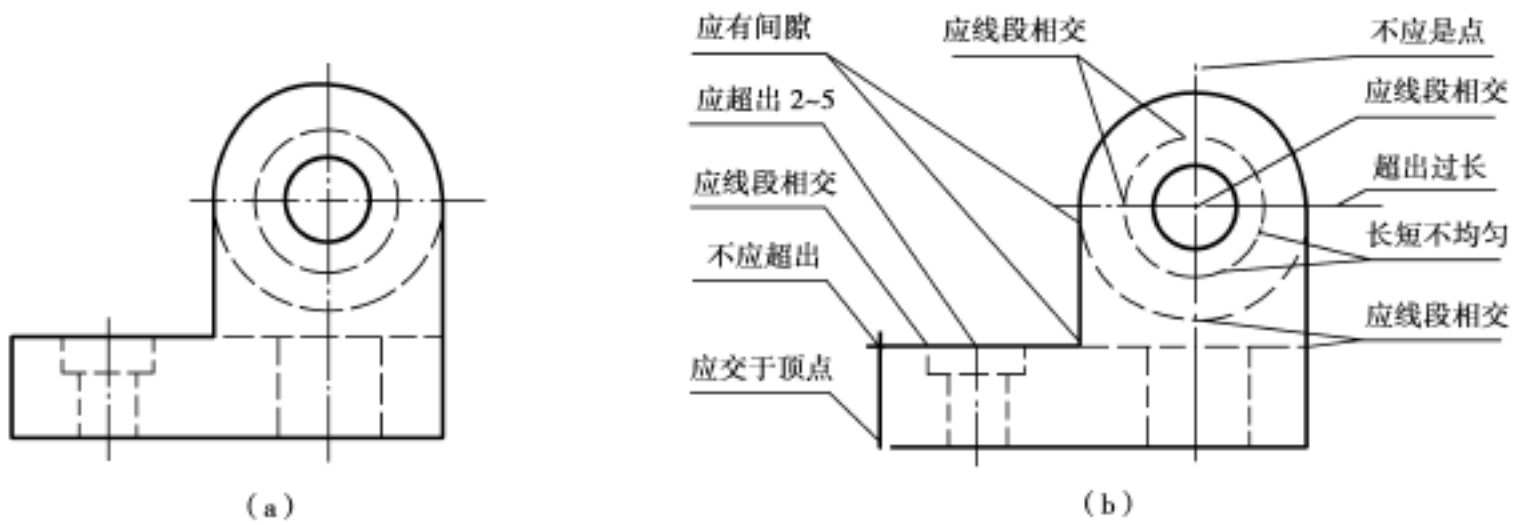 应有间隙
应线段相交
不应是点
应超出 2~5
应线段相交
应线段相交
超出过长
不应超出
长短不均匀
应线段相交
应交于顶点
(a)
(b)